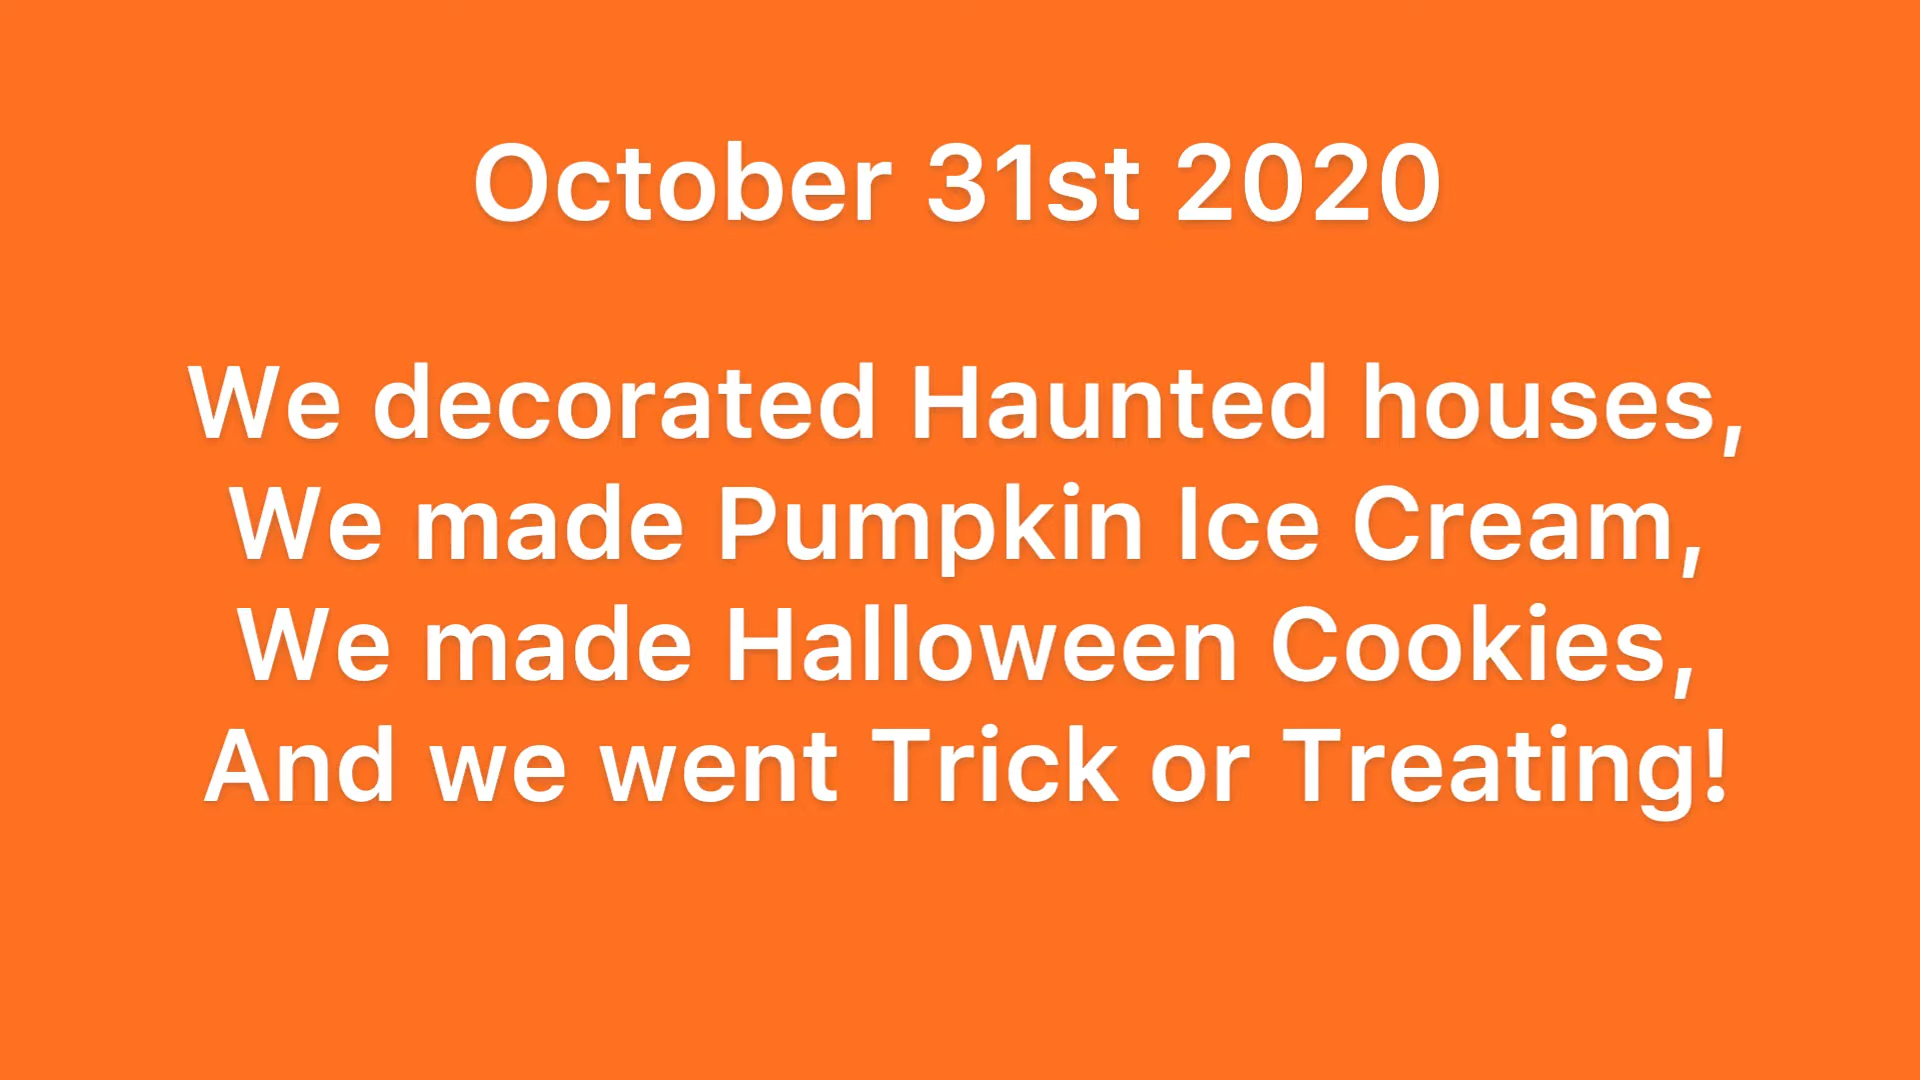 October 31st 2020
We decorated Haunted houses,
We made Pumpkin Ice Cream,
We made Halloween Cookies,
And we went Trick or Treating!